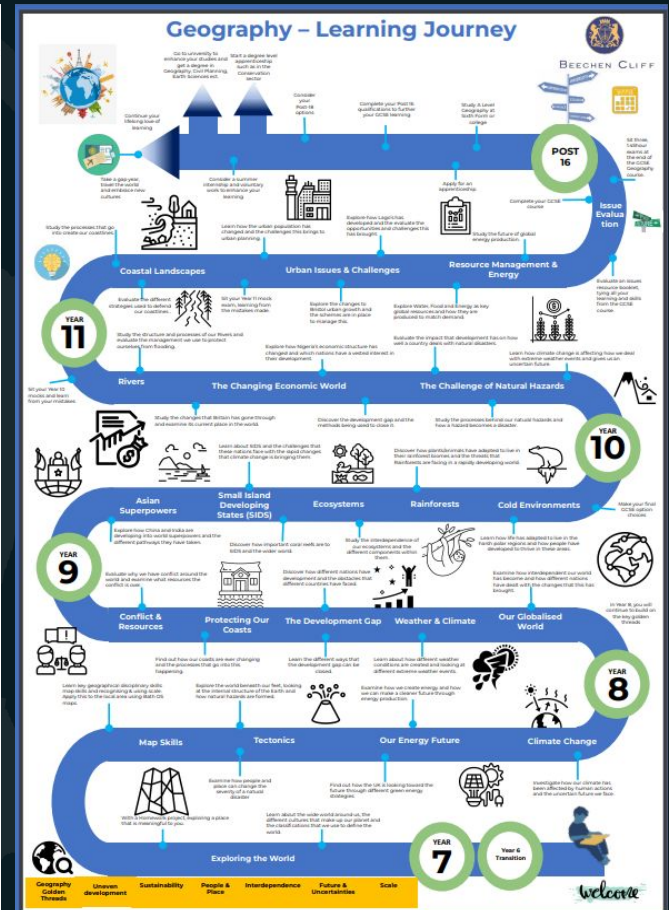 Geography – Learning Journey
BEECHEN CLIFF
Go to university to
enhance your studies and
get a degree in
Geography, Civil Planning,
Earth Sciences ext.
Start a degree level
apprenticeship
such as in the
Conservation
sector
Consider
your
Post-18
options
Complete your Post 16
qualifications to further
your GCSE learning
Study A Level
Geography at
Sixth Form or
college
Continue your
lifelong love of
learning
POST
16
Sit three
1.5hour
exams at
the end of
the GCSE
Geography
course.
Take a gap year,
travel the world
and embrace new
cultures
Consider a summer
internship and voluntary
work to enhance your
learning
Apply for an
apprenticeship
Complete your GCSE
course
Issue
Evalua
tion
Study the processes that go
into create our coastlines.
Learn how the urban population has
changed and the challenges this brings to
urban planning.
Explore how Lagos's has
developed and the evaluate the
opportunities and challenges this
has brought.
Study the future of global
energy production.
Coastal Landscapes
Urban Issues & Challenges
Resource Management &
Energy
Evaluate an issues
resource booklet,
tying all your
learning and skills
from the GCSE
course
Evaluate the different
strategies used to defend
our coastlines.
Sit your Year 11 mock
exam, learning from
the mistakes made.
Explore the changes to
Bristol urban growth and
the schemes are in place
to manage this.
Explore Water, Food and Energy as key
global resources and how they are
produced to match demand.
YEAR
11
Study the structure and processes of our Rivers and
evaluate the management we use to protect
ourselves from flooding.
Explore how Nigeria's economic structure has
changed and which nations have a vested interest in
their development
Evaluate the impact that development has on how
well a country deals with natural disasters.
Learn how climate change is affecting how we deal
with extreme weather events and gives us an
uncertain future
Rivers
The Changing Economic World
The Challenge of Natural Hazards
Sit your Year 10
mocks and learn
from your mistakes
Study the changes that Britain has gone through
and examine its current place in the world.
Discover the development gap and the
methods being used to close it.
Study the processes behind our natural hazards and
how a hazard becomes a disaster.
YEAR
10
Learn about SIDS and the challenges that
these nations face with the rapid changes
that climate change is bringing them.
Discover how plants/animals have adapted to live in
their rainforest biomes and the threats that
Rainforests are facing in a rapidly developing world.
Asian
Superpowers
Small Island
Developing
States (SIDS)
Ecosystems
Rainforests
Cold Environments
Make your final
GCSE option
choices
Explore how China and India are
developing into world superpowers and the
different pathways they have taken.
Discover how important coral reefs are to
SIDS and the wider world.
Study the interdependence of
our ecosystems and the
different components within
them
Learn how life has adapted to live in the
harsh polar regions and how people have
developed to thrive in these areas.
YEAR
9
Evaluate why we have conflict around the
world and examine what resources the
conflict is over.
Discover how different nations have
development and the obstacles that
different countries have faced.
Examine how interdependent our world
has become and how different nations
have dealt with the changes that this has
brought.
Conflict &
Resources
Protecting Our
Coasts
The Development Gap
Weather & Climate
Our Globalised
World
In Year 8, you will
continue to build on
the key golden
threads
Find out how our coasts are ever changing
and the processes that go into this
happening.
Learn the different ways that
the development gap can be
closed.
Learn about how different weather
conditions are created and looking at
different extreme weather events.
YEAR
8
Learn key geographical disciplinary skills
map skills and recognising & using scale.
Apply this to the local area using Bath OS
maps.
Explore the world beneath our feet, looking
at the internal structure of the Earth and
how natural hazards are formed.
Examine how we create energy and how
we can make a cleaner future through
energy production.
Map Skills
Tectonics
Our Energy Future
Climate Change
Examine how people and
place can change the
severity of a natural
disaster
Find out how the UK is looking toward the
future through different green energy
strategies.
Investigate how our climate has
been affected by human actions
and the uncertain future we face
With a homework project, exploring a place
that is meaningful to you.
Learn about the wide world around us, the
different cultures that make up our planet and
the classifications that we use to define the
world.
Exploring the World
YEAR
7
Year 6
Transition
welcome
Geography
Golden
Threads
Uneven
development
Sustainability
People &
Place
Interdependence
Future &
Uncertainties
Scale